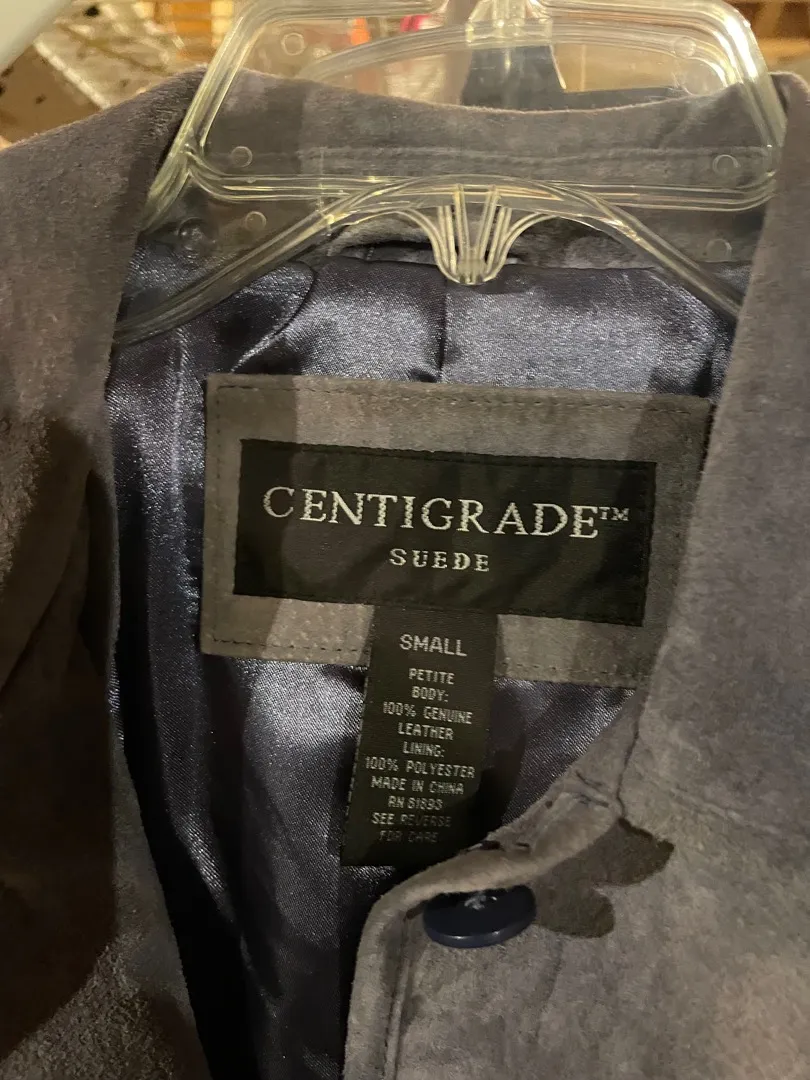 CENTIGRADE™
SUEDE
SMALL
PETITE
BODY:
100% GENUINE
LEATHER
LINING:
100% POLYESTER
MADE IN CHINA
RN 81893
SEE REVERSE
FOR CARE